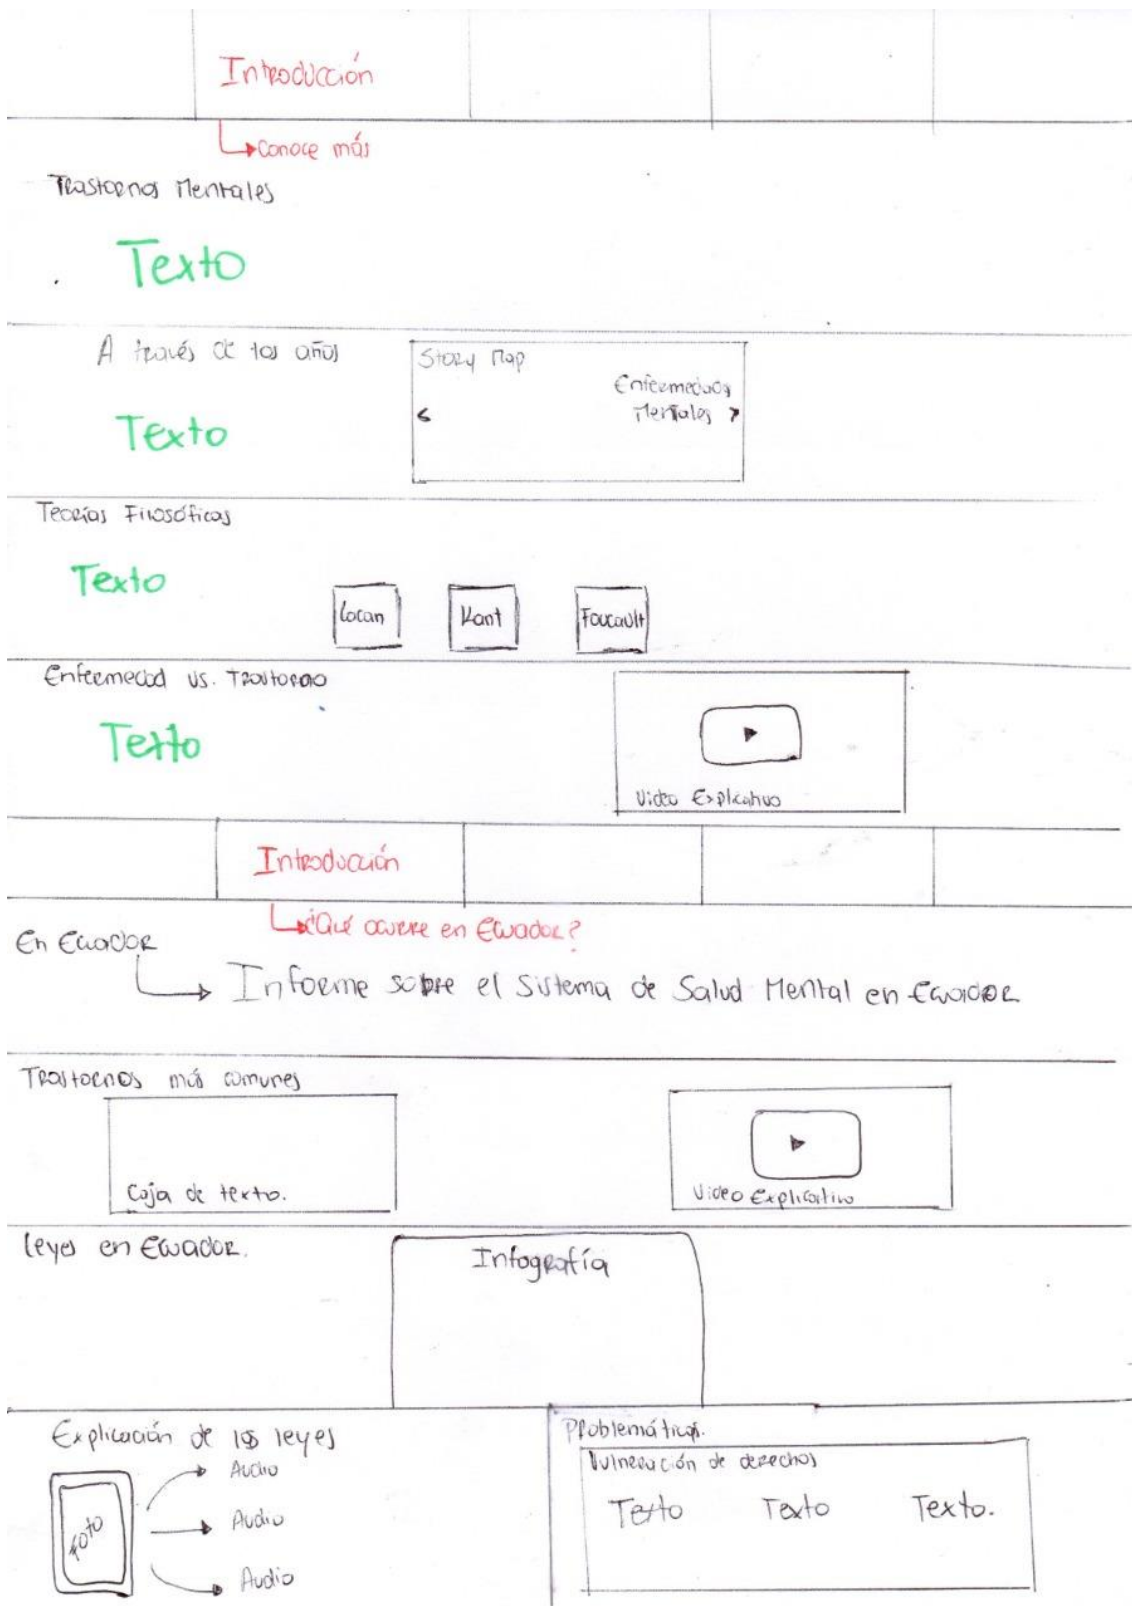 Introducción
Conoce más
Trastornos Mentales
Texto
A través de los años
Story Map
Enfermedades
Mentales
Texto
Teorías Filosóficas
Texto
Lacan
Kant
Foucault
Enfermedad vs. Trastorno
Texto
Video Explicativo
Introducción
¿Qué ocurre en Ecuador?
En Ecuador
Informe sobre el Sistema de Salud Mental en Ecuador
Trastornos más comunes
Caja de texto.
Video Explicativo
Leyes en Ecuador.
Infografía
Explicación de las leyes
Foto
Audio
Audio
Audio
Problemáticas.
Vulneración de derechos
Texto Texto Texto.